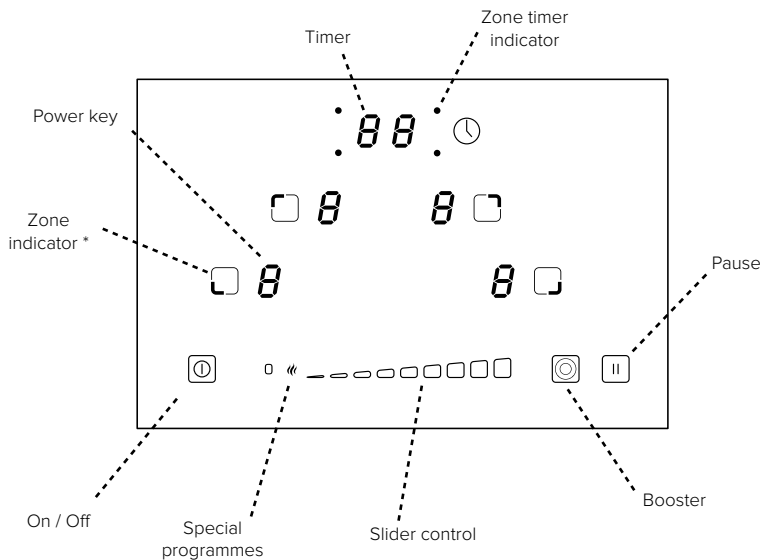 Zone timer
indicator
Timer
Power key
88
8 8
Zone
indicator *
8 8
Pause
0
Booster
On / Off
Special
programmes
Slider control